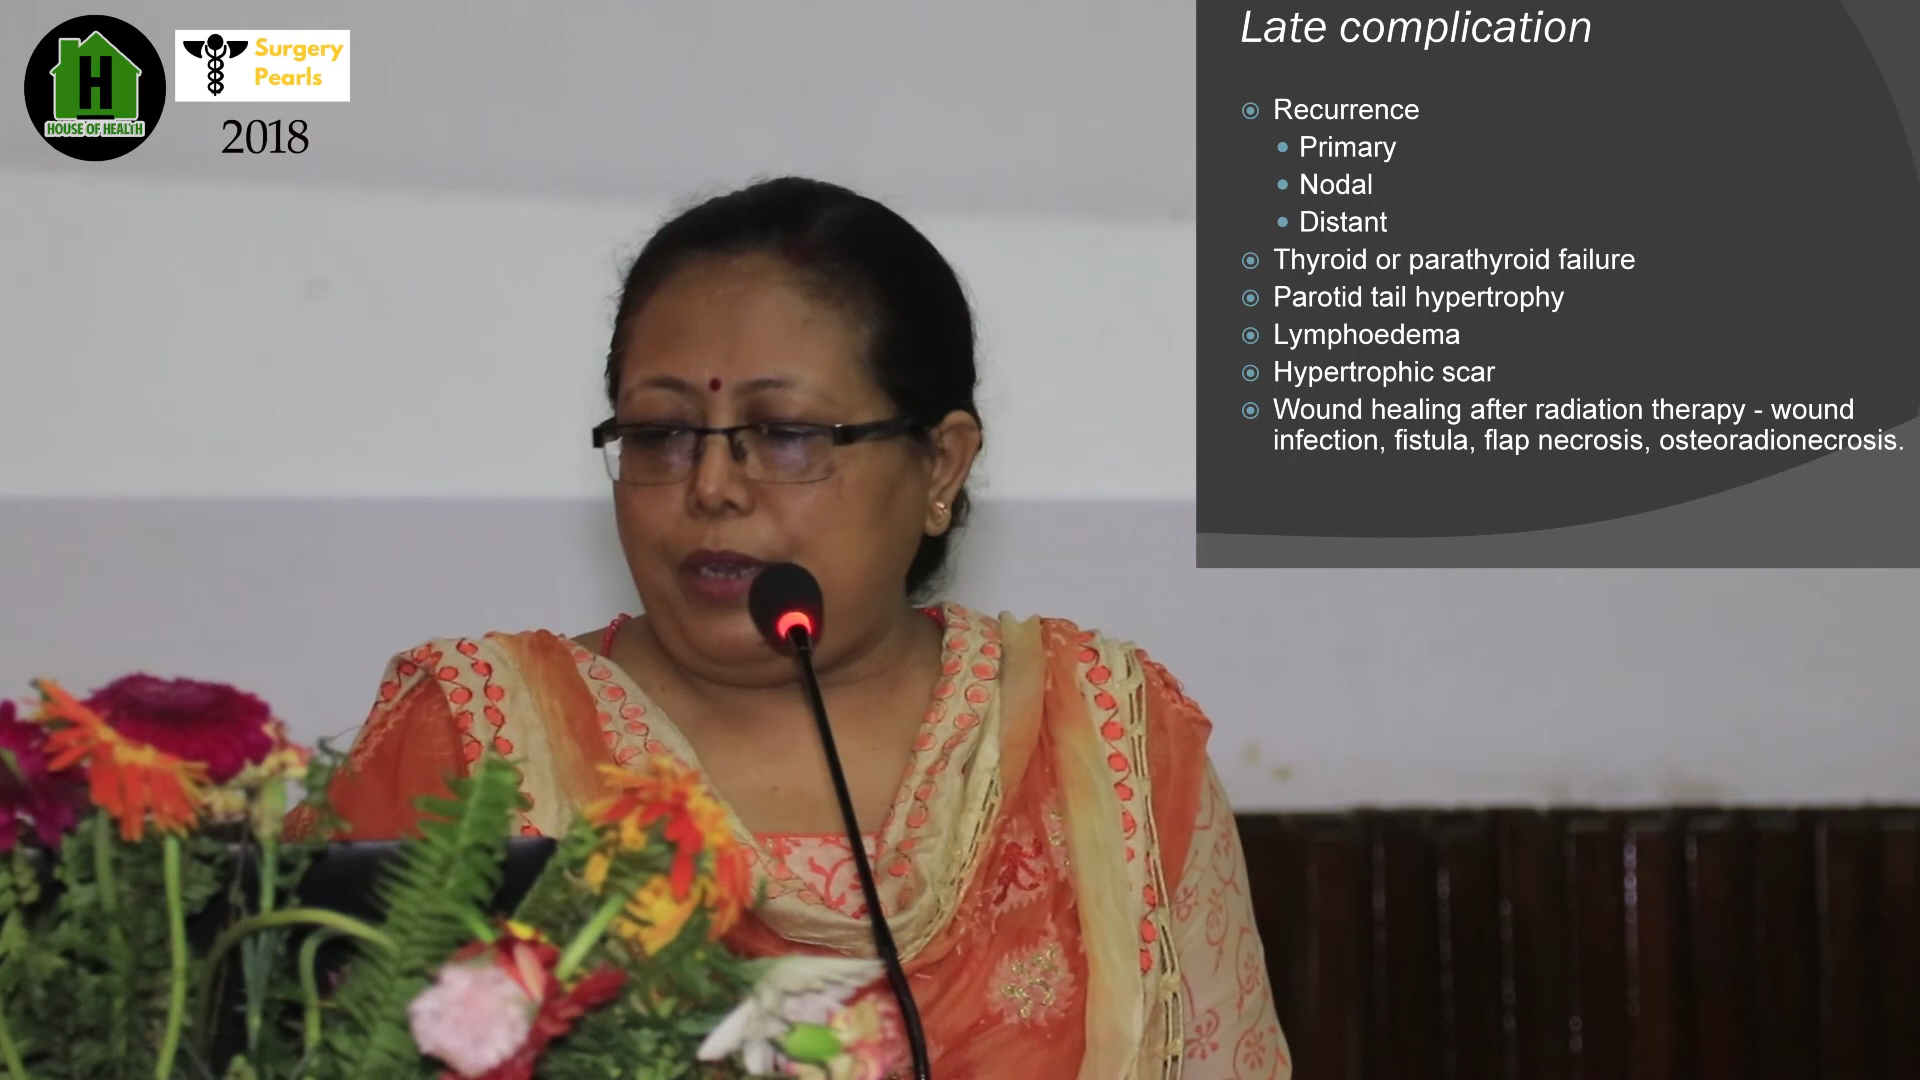 H
HOUSE OF HEALTH
Surgery
Pearls
2018
Late complication
Recurrence
Primary
Nodal
Distant
Thyroid or parathyroid failure
Parotid tail hypertrophy
Lymphoedema
Hypertrophic scar
Wound healing after radiation therapy - wound
infection, fistula, flap necrosis, osteoradionecrosis.